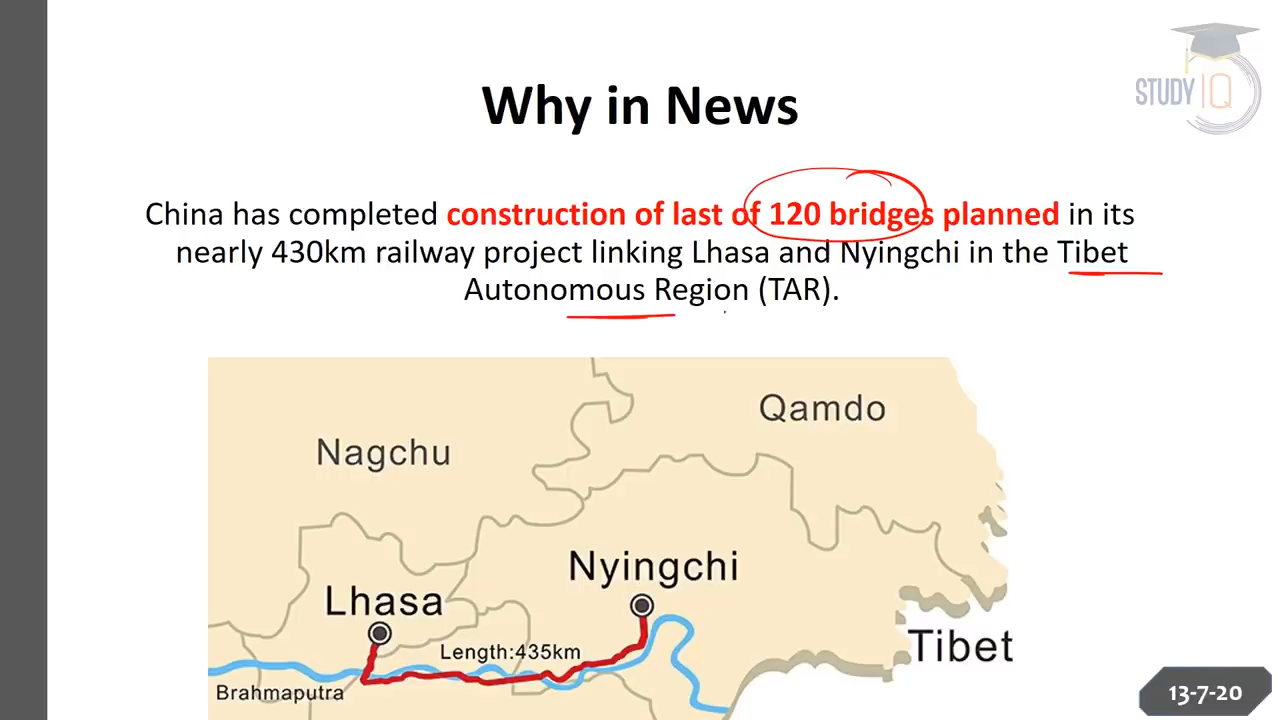 STUDY IQ
Why in News
China has completed construction of last of 120 bridges planned in its
nearly 430km railway project linking Lhasa and Nyingchi in the Tibet
Autonomous Region (TAR).
Qamdo
Nagchu
Nyingchi
Lhasa
Length:435km
Tibet
Brahmaputra
13-7-20